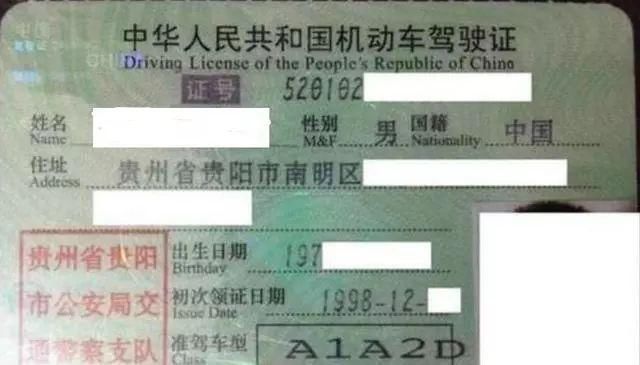 中华人民共和国机动车驾驶证
Driving License of the People's Republic of China
证号 520102
姓名 性别 男 国籍 中国
Name M&F Nationality
住址 贵州省贵阳市南明区
Address
贵州省贵阳 出生日期 197
Birthday
市公安局交 初次领证日期 1998-12-
Issue Date
通警察支队 准驾车型 A1A2D
Class